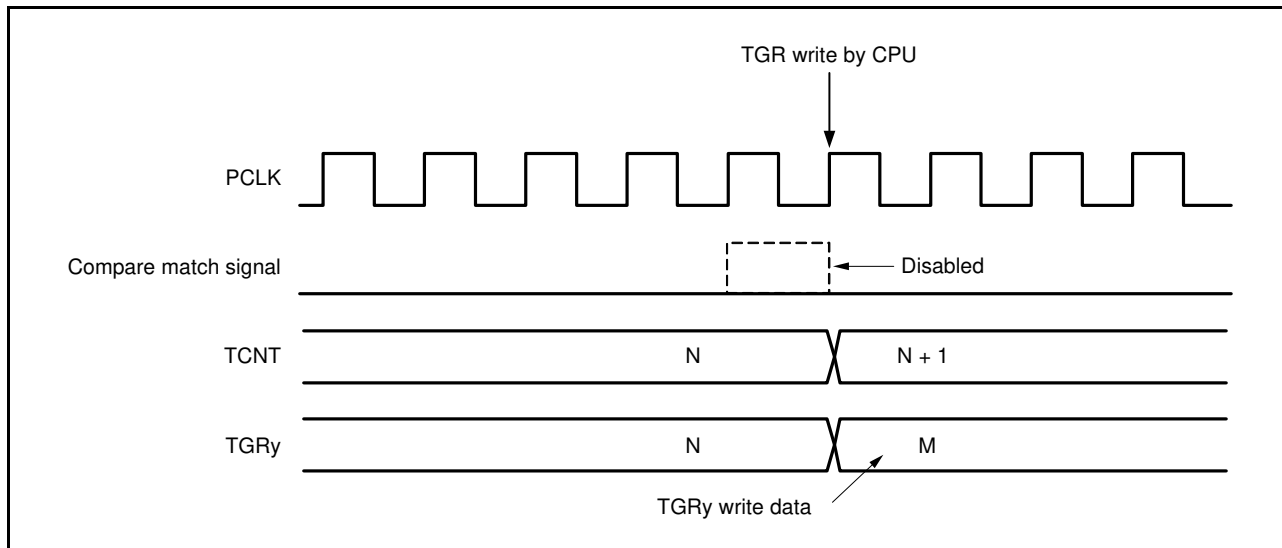 TGR write by CPU
PCLK
Compare match signal
Disabled
TCNT
N
N + 1
TGRy
N
M
TGRy write data